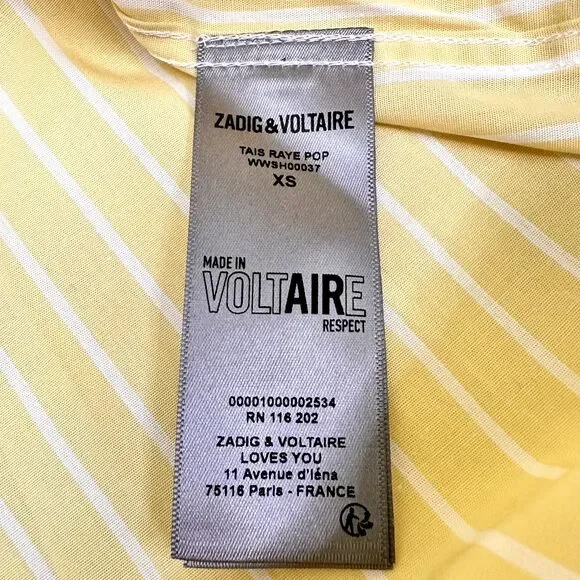 ZADIG&VOLTAIRE
TAIS RAYE POP
WWSH00037
XS
MADE IN
VOLTAIRE
RESPECT
00001000002534
RN 116 202
ZADIG & VOLTAIRE
LOVES YOU
11 Avenue d'Iéna
75116 Paris - FRANCE